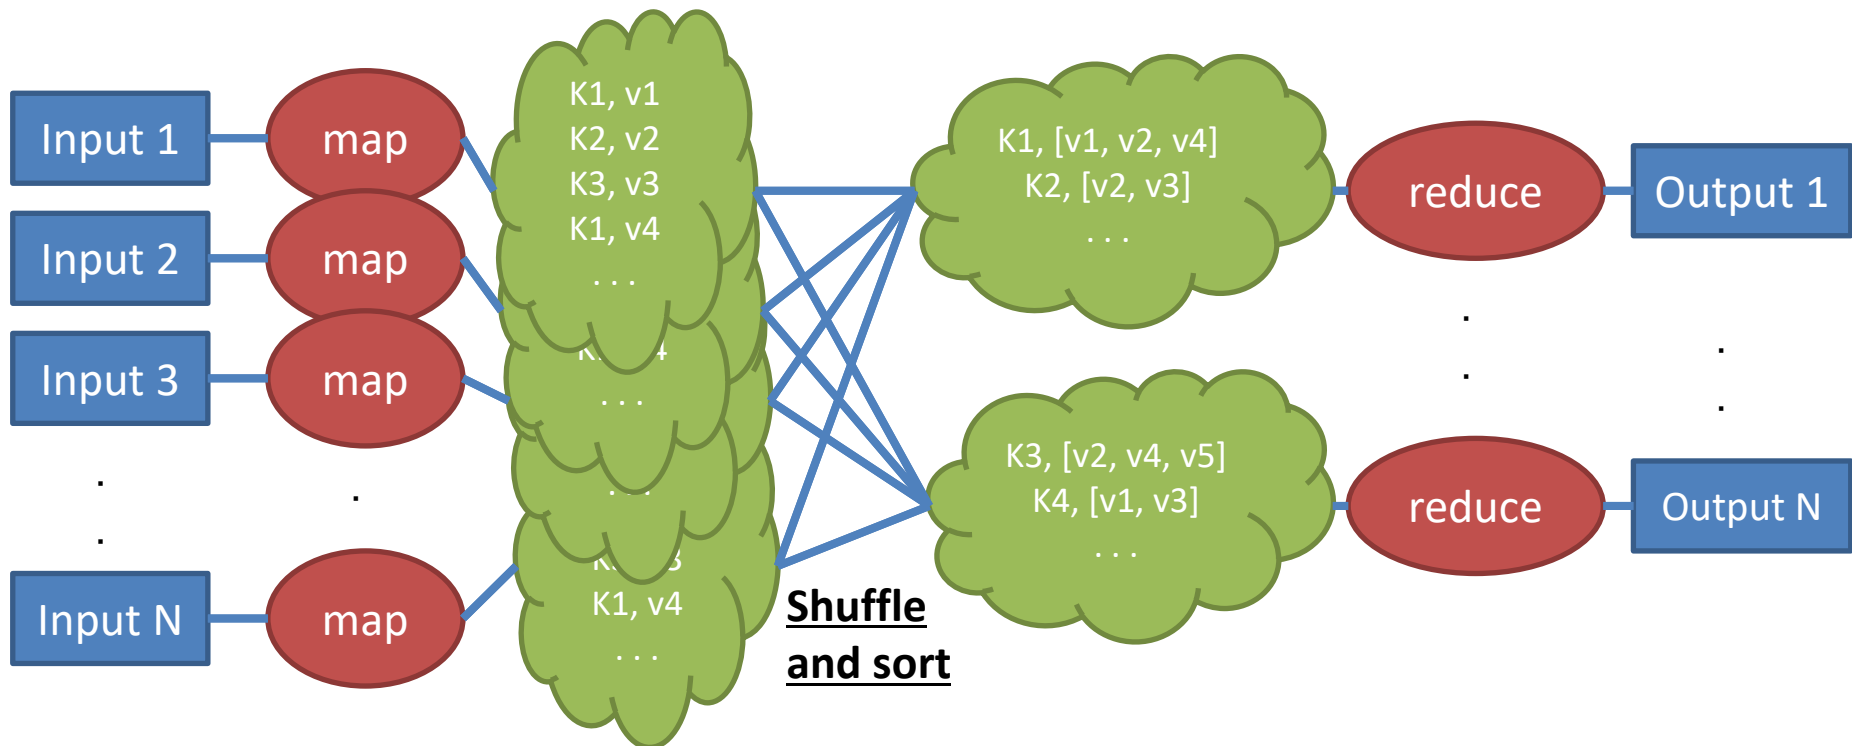 Input 1
map
Input 2
map
Input 3
map
.
.
.
Input N
map
K1, v1
K2, v2
K3, v3
K1, v4
. . .
. . .
. . .
K1, v4
. . .
Shuffle
and sort
K1, [v1, v2, v4]
K2, [v2, v3]
. . .
K3, [v2, v4, v5]
K4, [v1, v3]
. . .
reduce
.
.
reduce
Output 1
.
.
Output N